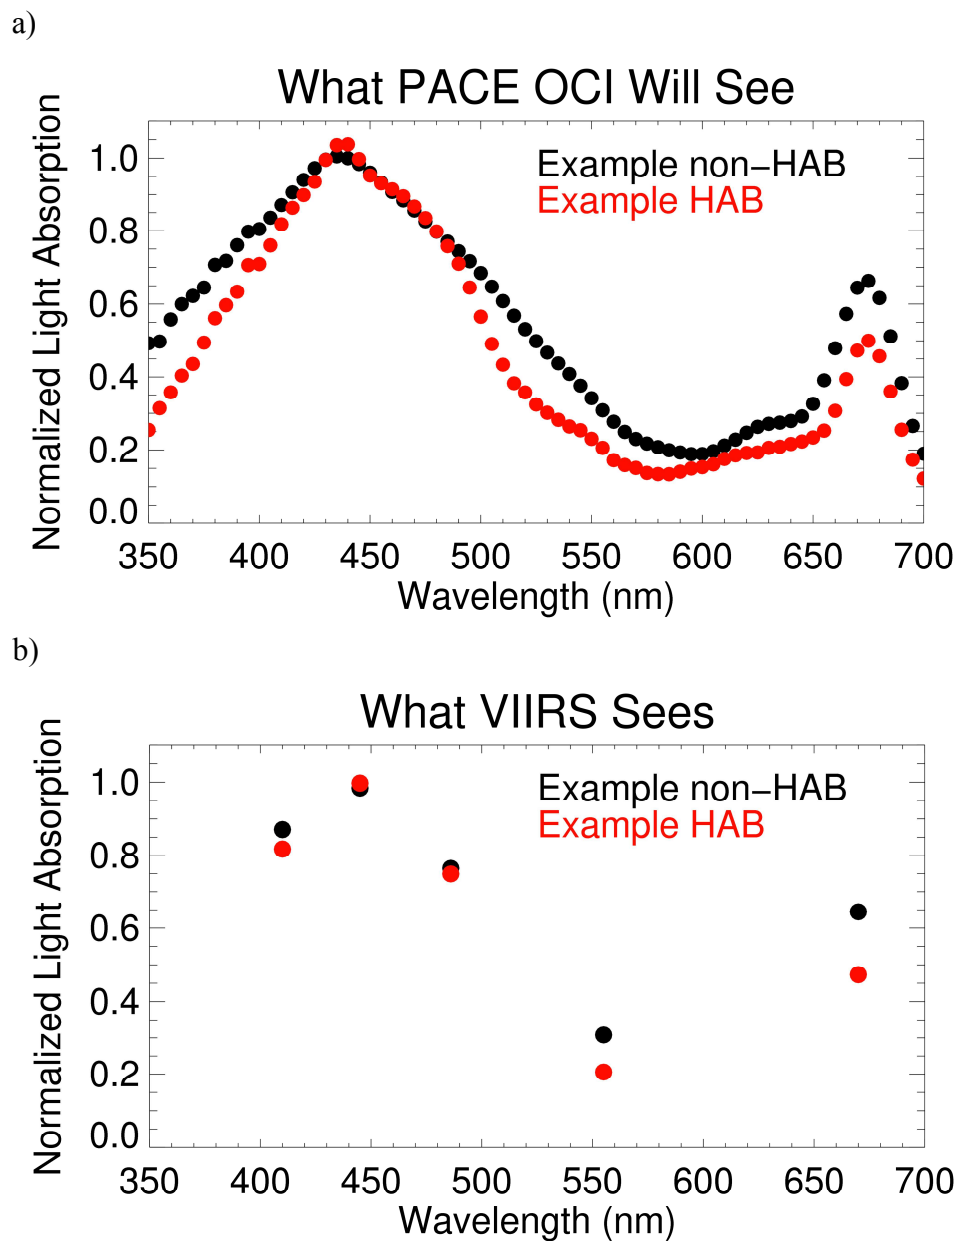 a)
What PACE OCI Will See
Normalized Light Absorption
1.0
0.8
0.6
0.4
0.2
0.0
Example non-HAB
Example HAB
350 400 450 500 550 600 650 700
Wavelength (nm)
b)
What VIIRS Sees
Normalized Light Absorption
1.0
0.8
0.6
0.4
0.2
0.0
Example non-HAB
Example HAB
350 400 450 500 550 600 650 700
Wavelength (nm)